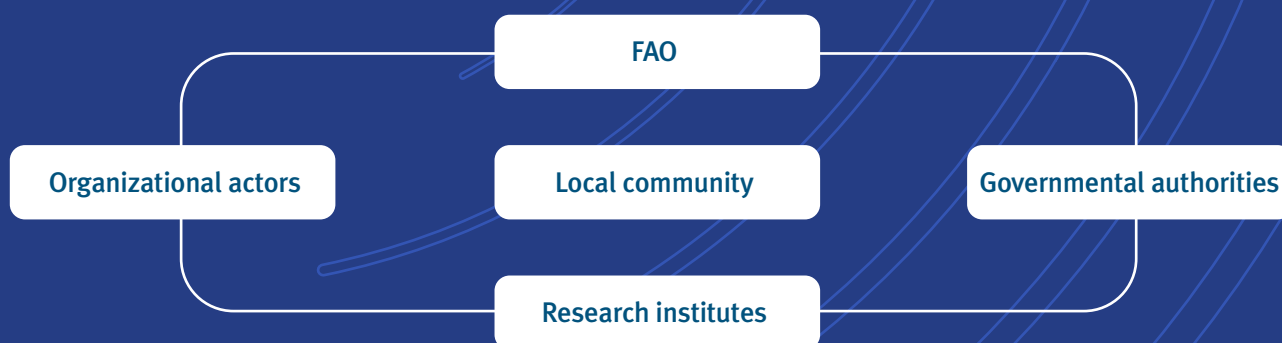 FAO
Organizational actors
Local community
Governmental authorities
Research institutes